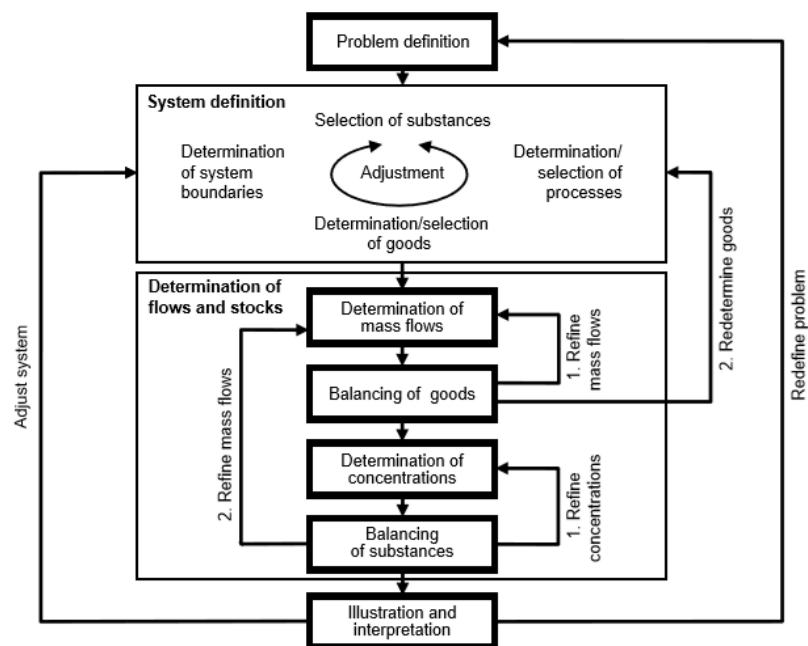 Problem definition
System definition
Selection of substances
Determination
of system
boundaries
Adjustment
Determination/
selection of
processes
Determination/selection
of goods
Determination of
flows and stocks
Determination of
mass flows
1. Refine
mass flows
Balancing of goods
Determination of
concentrations
1. Refine
concentrations
Balancing
of substances
2. Refine mass flows
Illustration and
interpretation
Adjust system
2. Redetermine goods
Redefine problem